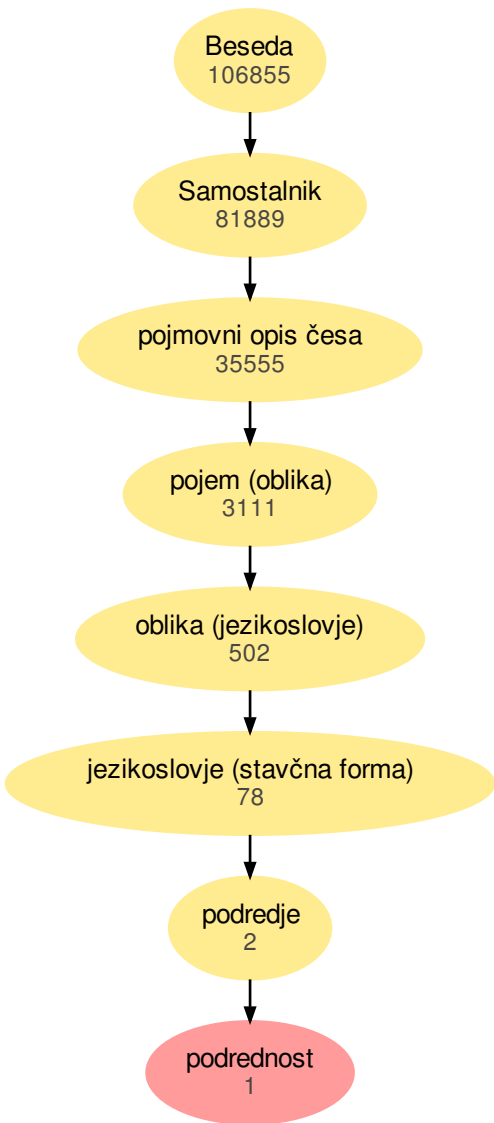 Beseda
106855
Samostalnik
81889
pojmovni opis česa
35555
pojem (oblika)
3111
oblika (jezikoslovje)
502
jezikoslovje (stavčna forma)
78
podredje
2
podrednost
1